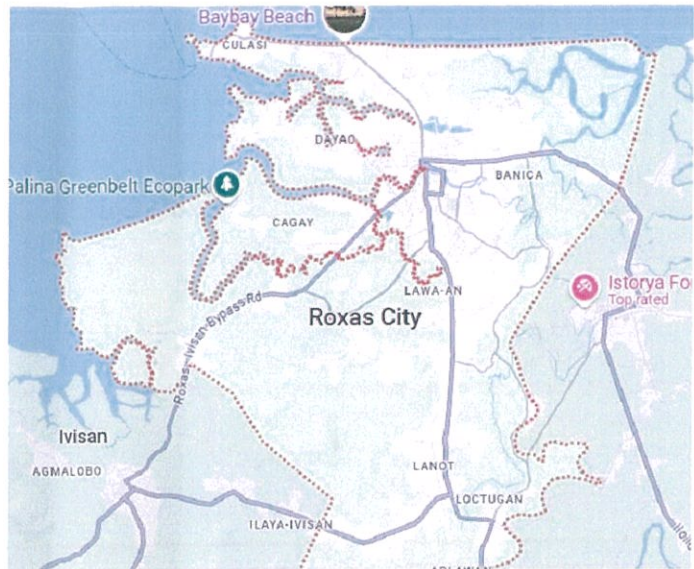 Baybay Beach
CULASI
DAYAO
Palina Greenbelt Ecopark
BANICA
CAGAY
LAWA-AN
Istorya Fo
Top rated
Roxas-Ivisan Bypass Rd
Roxas City
Ivisan
AGMALOBO
LANOT
LOCTUGAN
ILAYA-IVISAN